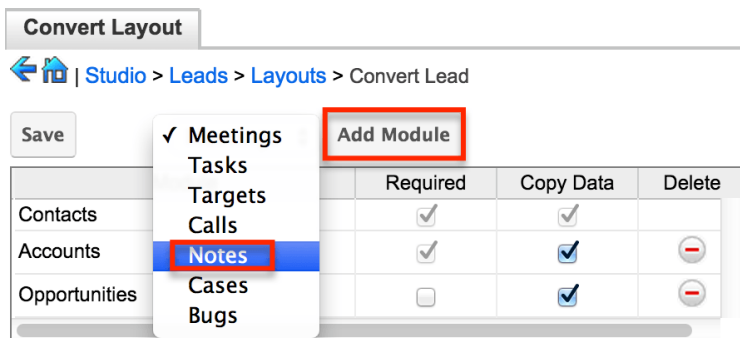 Convert Layout
| Studio > Leads > Layouts > Convert Lead
Save
✓ Meetings
Add Module
Tasks
Targets
Required Copy Data Delete
Contacts
Calls
Accounts
Notes
Opportunities
Cases
Bugs